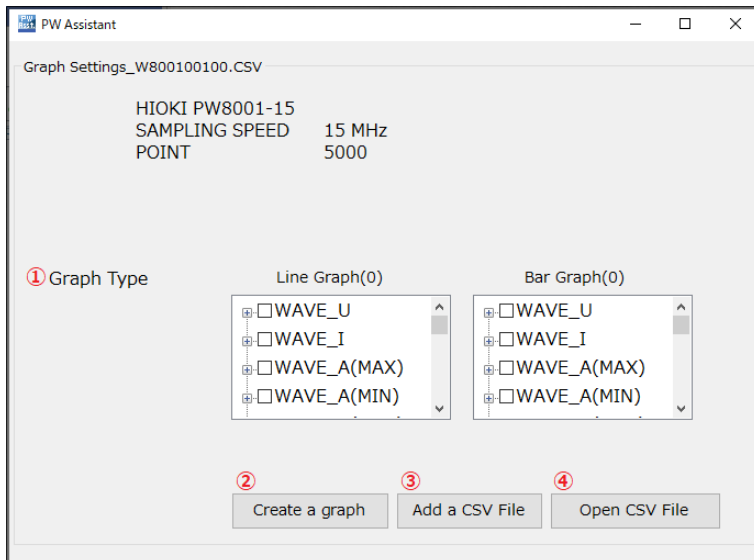 PW Assistant
Graph Settings_W800100100.CSV
HIOKI PW8001-15
SAMPLING SPEED 15 MHz
POINT 5000
① Graph Type
Line Graph(0)
Bar Graph(0)
WAVE_U
WAVE_I
WAVE_A(MAX)
WAVE_A(MIN)
WAVE_U
WAVE_I
WAVE_A(MAX)
WAVE_A(MIN)
② ③ ④
Create a graph Add a CSV File Open CSV File